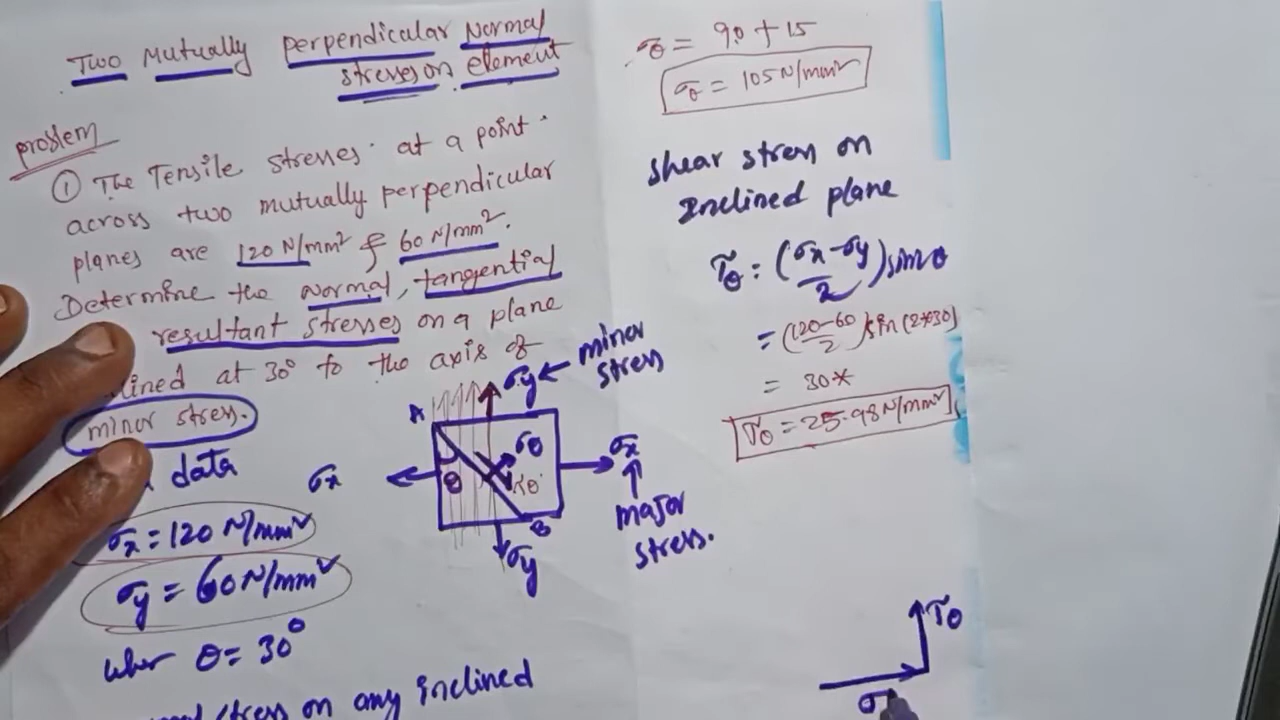 Two Mutually perpendicular Normal
stresses on element
problem
① The Tensile stresses at a point
across two mutually perpendicular
planes are 120 N/mm² & 60 N/mm².
Determine the Normal, tangential
resultant stresses on a plane
lined at 30° to the axis of
minor stress.
data
σx = 120 N/mm²
σy = 60 N/mm²
when θ = 30°
stress on any inclined
A
σy ← minor
stress
σθ
θ
τθ
σx
σx
major
stress.
B
σy
σθ = 90 + 15
σθ = 105 N/mm²
shear stress on
Inclined plane
τθ = (σx-σy/2) sin θ
= (120-60/2) sin (2*30)
= 30*
τθ = 25.98 N/mm²
τθ
σ